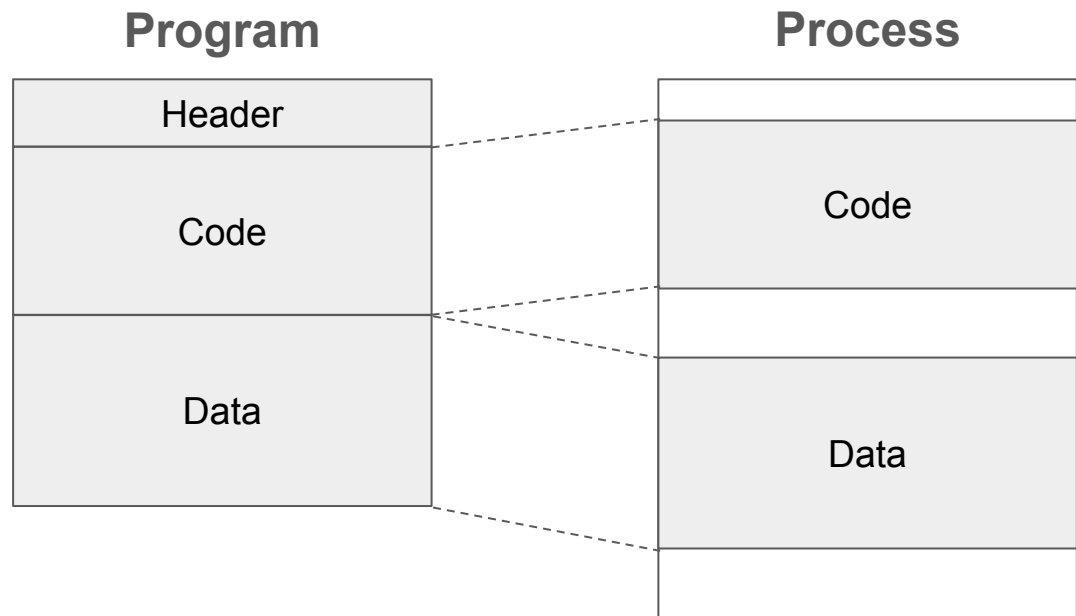 Program
Process
Header
Code
Data
Code
Data